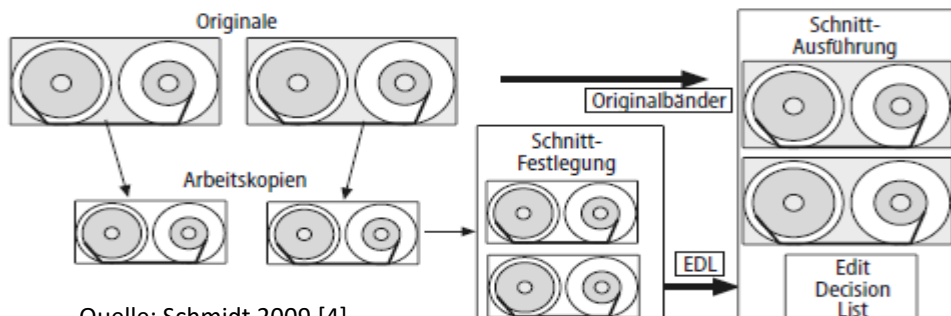 Originale
Schnitt-
Ausführung
Originalbänder
Schnitt-
Festlegung
Arbeitskopien
EDL
Edit
Decision
List
Quelle: Schmidt 2009 [4]